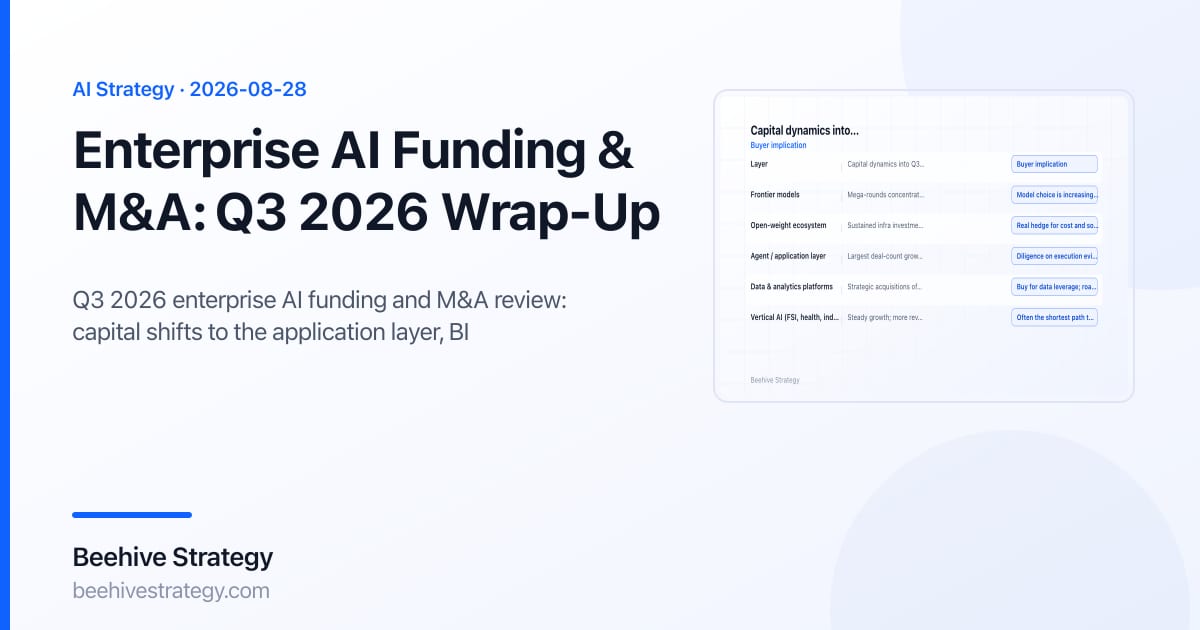 AI Strategy · 2026-08-28
Enterprise AI Funding &
M&A: Q3 2026 Wrap-Up
Q3 2026 enterprise AI funding and M&A review:
capital shifts to the application layer, BI
Beehive Strategy
beehivestrategy.com
Capital dynamics into...
Buyer implication
Layer Capital dynamics into Q3... Buyer implication
Frontier models Mega-rounds concentrat... Model choice is increasing...
Open-weight ecosystem Sustained infra investme... Real hedge for cost and so...
Agent / application layer Largest deal-count grow... Diligence on execution evi...
Data & analytics platforms Strategic acquisitions of... Buy for data leverage; roa...
Vertical AI (FSI, health, ind... Steady growth; more rev... Often the shortest path t...
Beehive Strategy